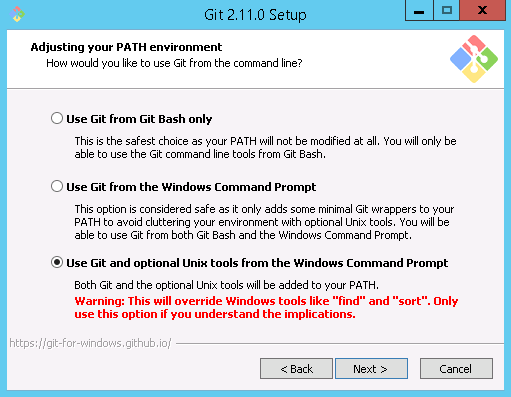 Git 2.11.0 Setup
Adjusting your PATH environment
How would you like to use Git from the command line?
Use Git from Git Bash only
This is the safest choice as your PATH will not be modified at all. You will only be
able to use the Git command line tools from Git Bash.
Use Git from the Windows Command Prompt
This option is considered safe as it only adds some minimal Git wrappers to your
PATH to avoid cluttering your environment with optional Unix tools. You will be
able to use Git from both Git Bash and the Windows Command Prompt.
Use Git and optional Unix tools from the Windows Command Prompt
Both Git and the optional Unix tools will be added to your PATH.
Warning: This will override Windows tools like "find" and "sort". Only
use this option if you understand the implications.
https://git-for-windows.github.io/
< Back
Next >
Cancel